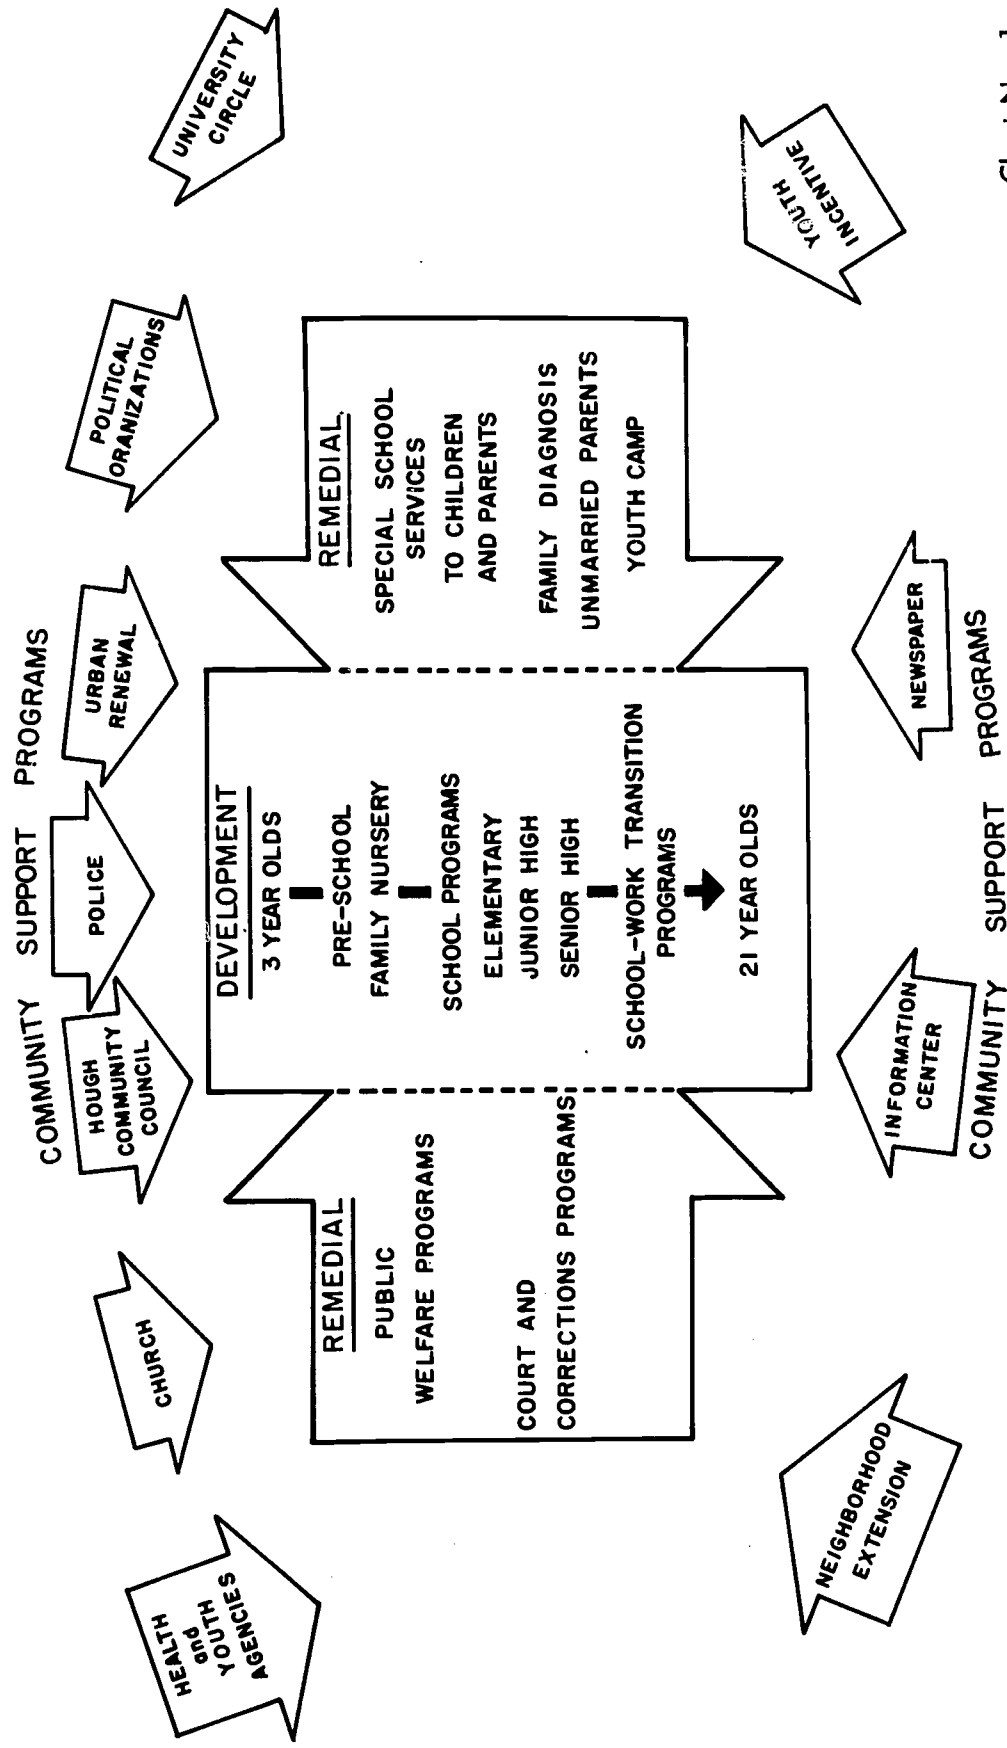 COMMUNITY SUPPORT PROGRAMS
HEALTH
and
YOUTH
AGENCIES
CHURCH
HOUGH
COMMUNITY
COUNCIL
POLICE
URBAN
RENEWAL
POLITICAL
ORANIZATIONS
UNIVERSITY
CIRCLE
REMEDIAL
PUBLIC
WELFARE PROGRAMS
COURT AND
CORRECTIONS PROGRAMS
DEVELOPMENT
3 YEAR OLDS
PRE-SCHOOL
FAMILY NURSERY
SCHOOL PROGRAMS
ELEMENTARY
JUNIOR HIGH
SENIOR HIGH
SCHOOL-WORK TRANSITION
PROGRAMS
21 YEAR OLDS
REMEDIAL
SPECIAL SCHOOL
SERVICES
TO CHILDREN
AND PARENTS
FAMILY DIAGNOSIS
UNMARRIED PARENTS
YOUTH CAMP
NEIGHBORHOOD
EXTENSION
INFORMATION
CENTER
NEWSPAPER
YOUTH
INCENTIVE
COMMUNITY SUPPORT PROGRAMS